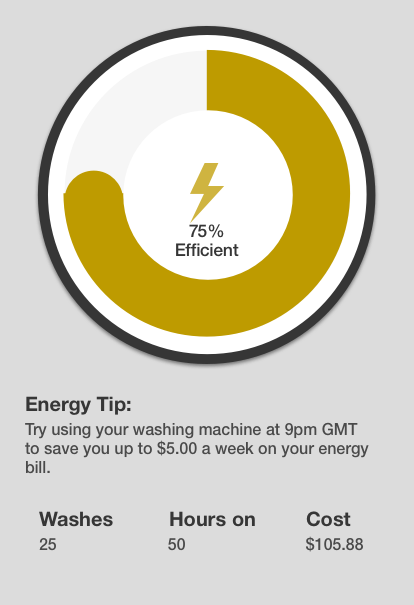 75%
Efficient
Energy Tip:
Try using your washing machine at 9pm GMT
to save you up to $5.00 a week on your energy
bill.
Washes Hours on Cost
25 50 $105.88